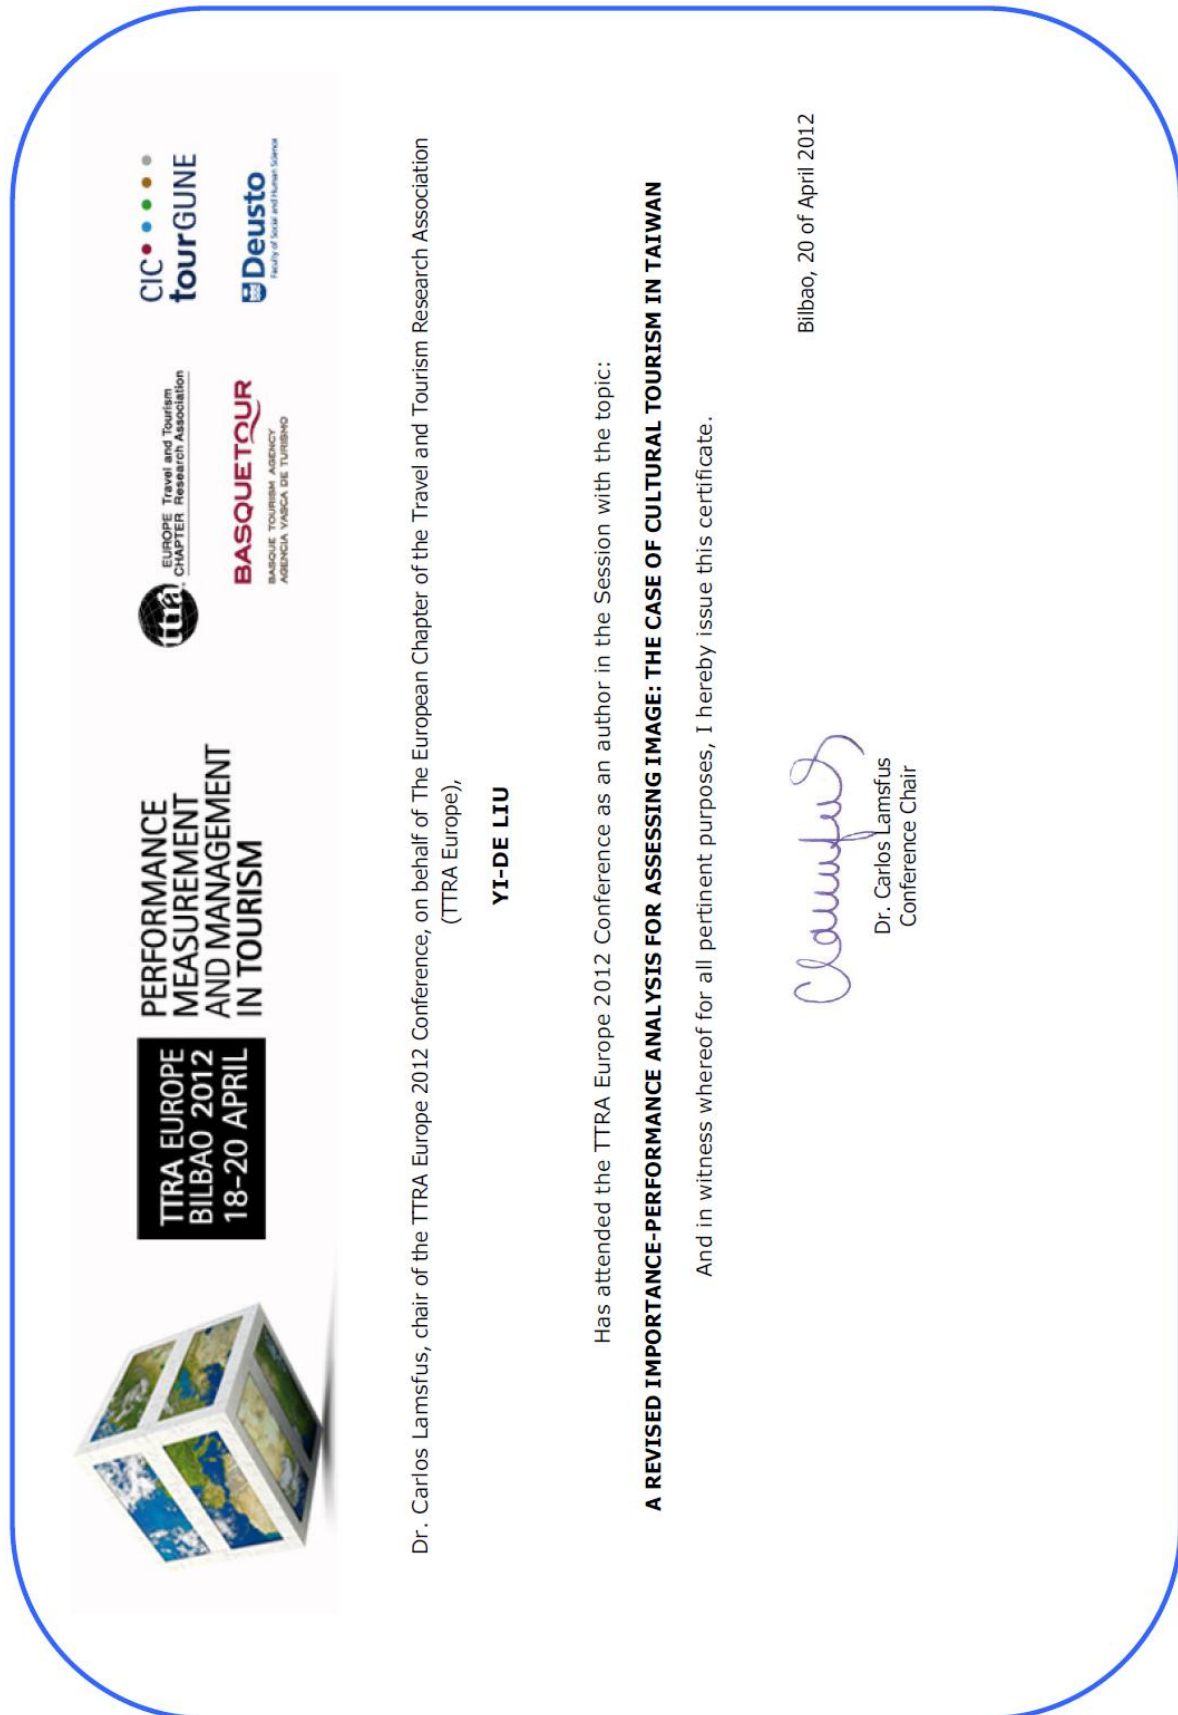 TTRA EUROPE
BILBAO 2012
18-20 APRIL
PERFORMANCE
MEASUREMENT
AND MANAGEMENT
IN TOURISM
ttra
EUROPE Travel and Tourism
CHAPTER Research Association
CIC
tourGUNE
BASQUETOUR
BASQUE TOURISM AGENCY
AGENCIA VASCA DE TURISMO
Deusto
Faculty of Social and Human Science
Dr. Carlos Lamsfus, chair of the TTRA Europe 2012 Conference, on behalf of The European Chapter of the Travel and Tourism Research Association
(TTRA Europe),
YI-DE LIU
Has attended the TTRA Europe 2012 Conference as an author in the Session with the topic:
A REVISED IMPORTANCE-PERFORMANCE ANALYSIS FOR ASSESSING IMAGE: THE CASE OF CULTURAL TOURISM IN TAIWAN
And in witness whereof for all pertinent purposes, I hereby issue this certificate.
Bilbao, 20 of April 2012
Dr. Carlos Lamsfus
Conference Chair